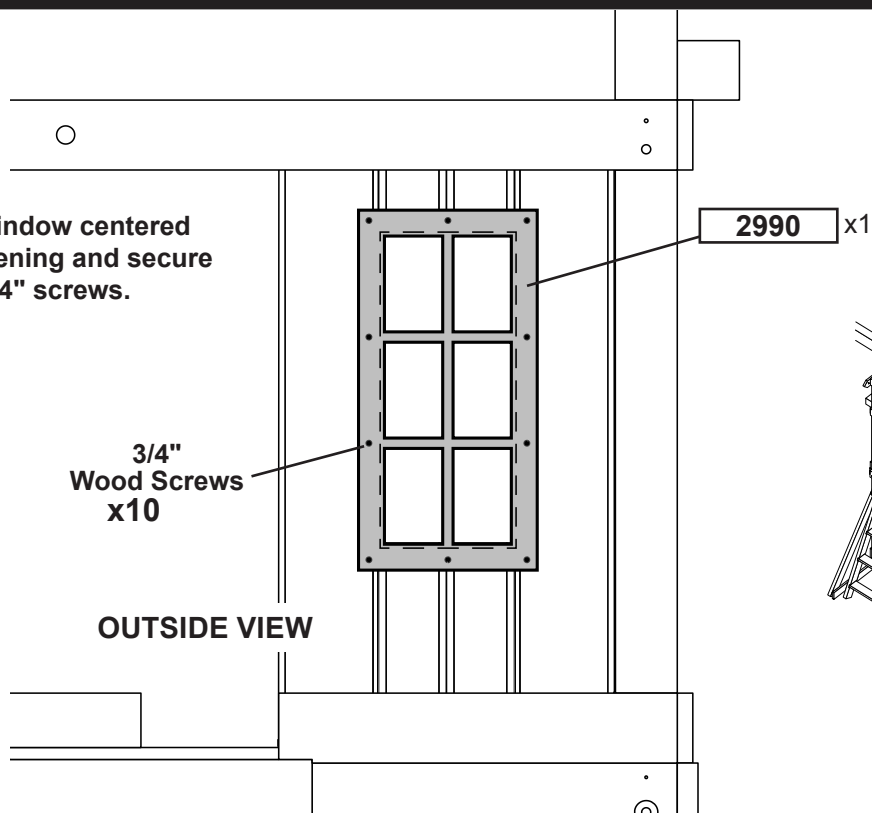 indow centered
ening and secure
4" screws.
2990 x1
3/4"
Wood Screws
x10
OUTSIDE VIEW